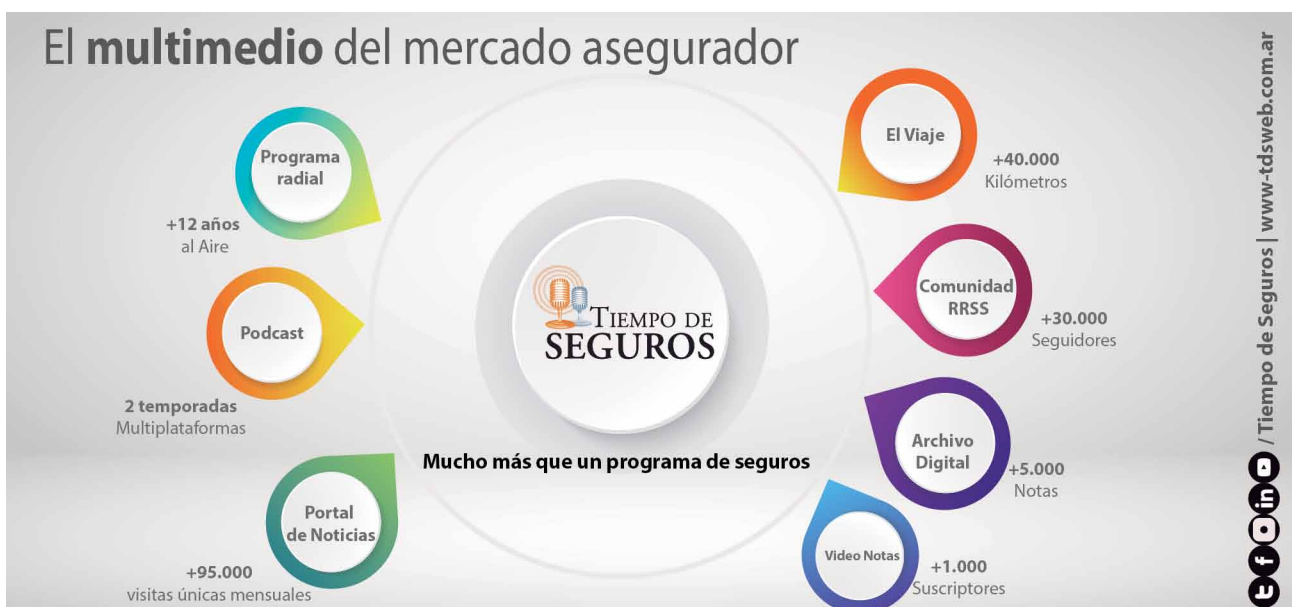 El multimedio del mercado asegurador
Programa
radial
+12 años
al Aire
Podcast
2 temporadas
Multiplataformas
Portal
de Noticias
+95.000
visitas únicas mensuales
TIEMPO DE
SEGUROS
Mucho más que un programa de seguros
El Viaje
+40.000
Kilómetros
Comunidad
RRSS
+30.000
Seguidores
Archivo
Digital
+5.000
Notas
Video Notas
+1.000
Suscriptores
/ Tiempo de Seguros | www-tdsweb.com.ar